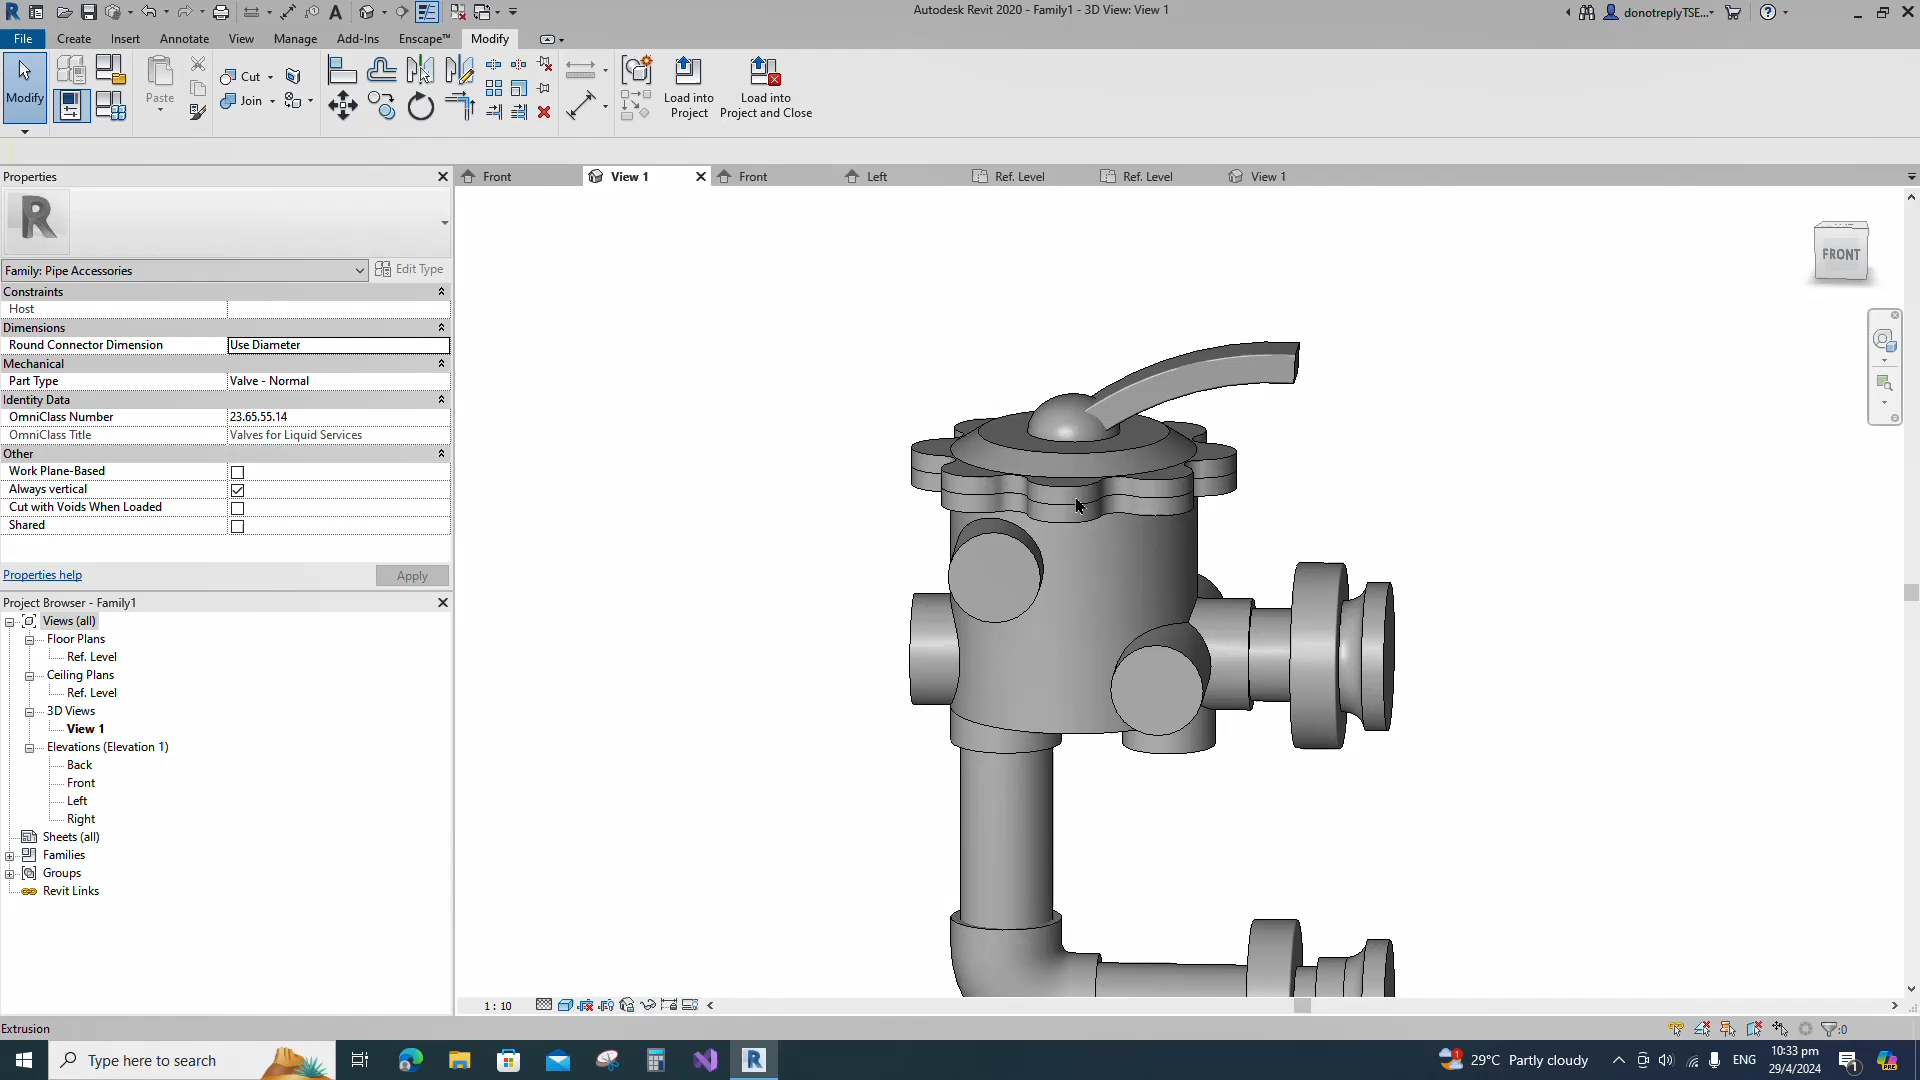 Autodesk Revit 2020 - Family1 - 3D View: View 1
donotreplyTSE...
File
Create
Insert
Annotate
View
Manage
Add-Ins
Enscape™
Modify
Modify
Paste
Cut
Join
Load into
Project
Load into
Project and Close
Properties
Front
View 1
Front
Left
Ref. Level
Ref. Level
View 1
Family: Pipe Accessories
Edit Type
Constraints
Host
Dimensions
Round Connector Dimension
Use Diameter
Mechanical
Part Type
Valve - Normal
Identity Data
OmniClass Number
23.65.55.14
OmniClass Title
Valves for Liquid Services
Other
Work Plane-Based
Always vertical
Cut with Voids When Loaded
Shared
Properties help
Apply
FRONT
Project Browser - Family1
Views (all)
Floor Plans
Ref. Level
Ceiling Plans
Ref. Level
3D Views
View 1
Elevations (Elevation 1)
Back
Front
Left
Right
Sheets (all)
Families
Groups
Revit Links
1 : 10
Extrusion
:0
Type here to search
29°C Partly cloudy
ENG
10:33 pm
29/4/2024